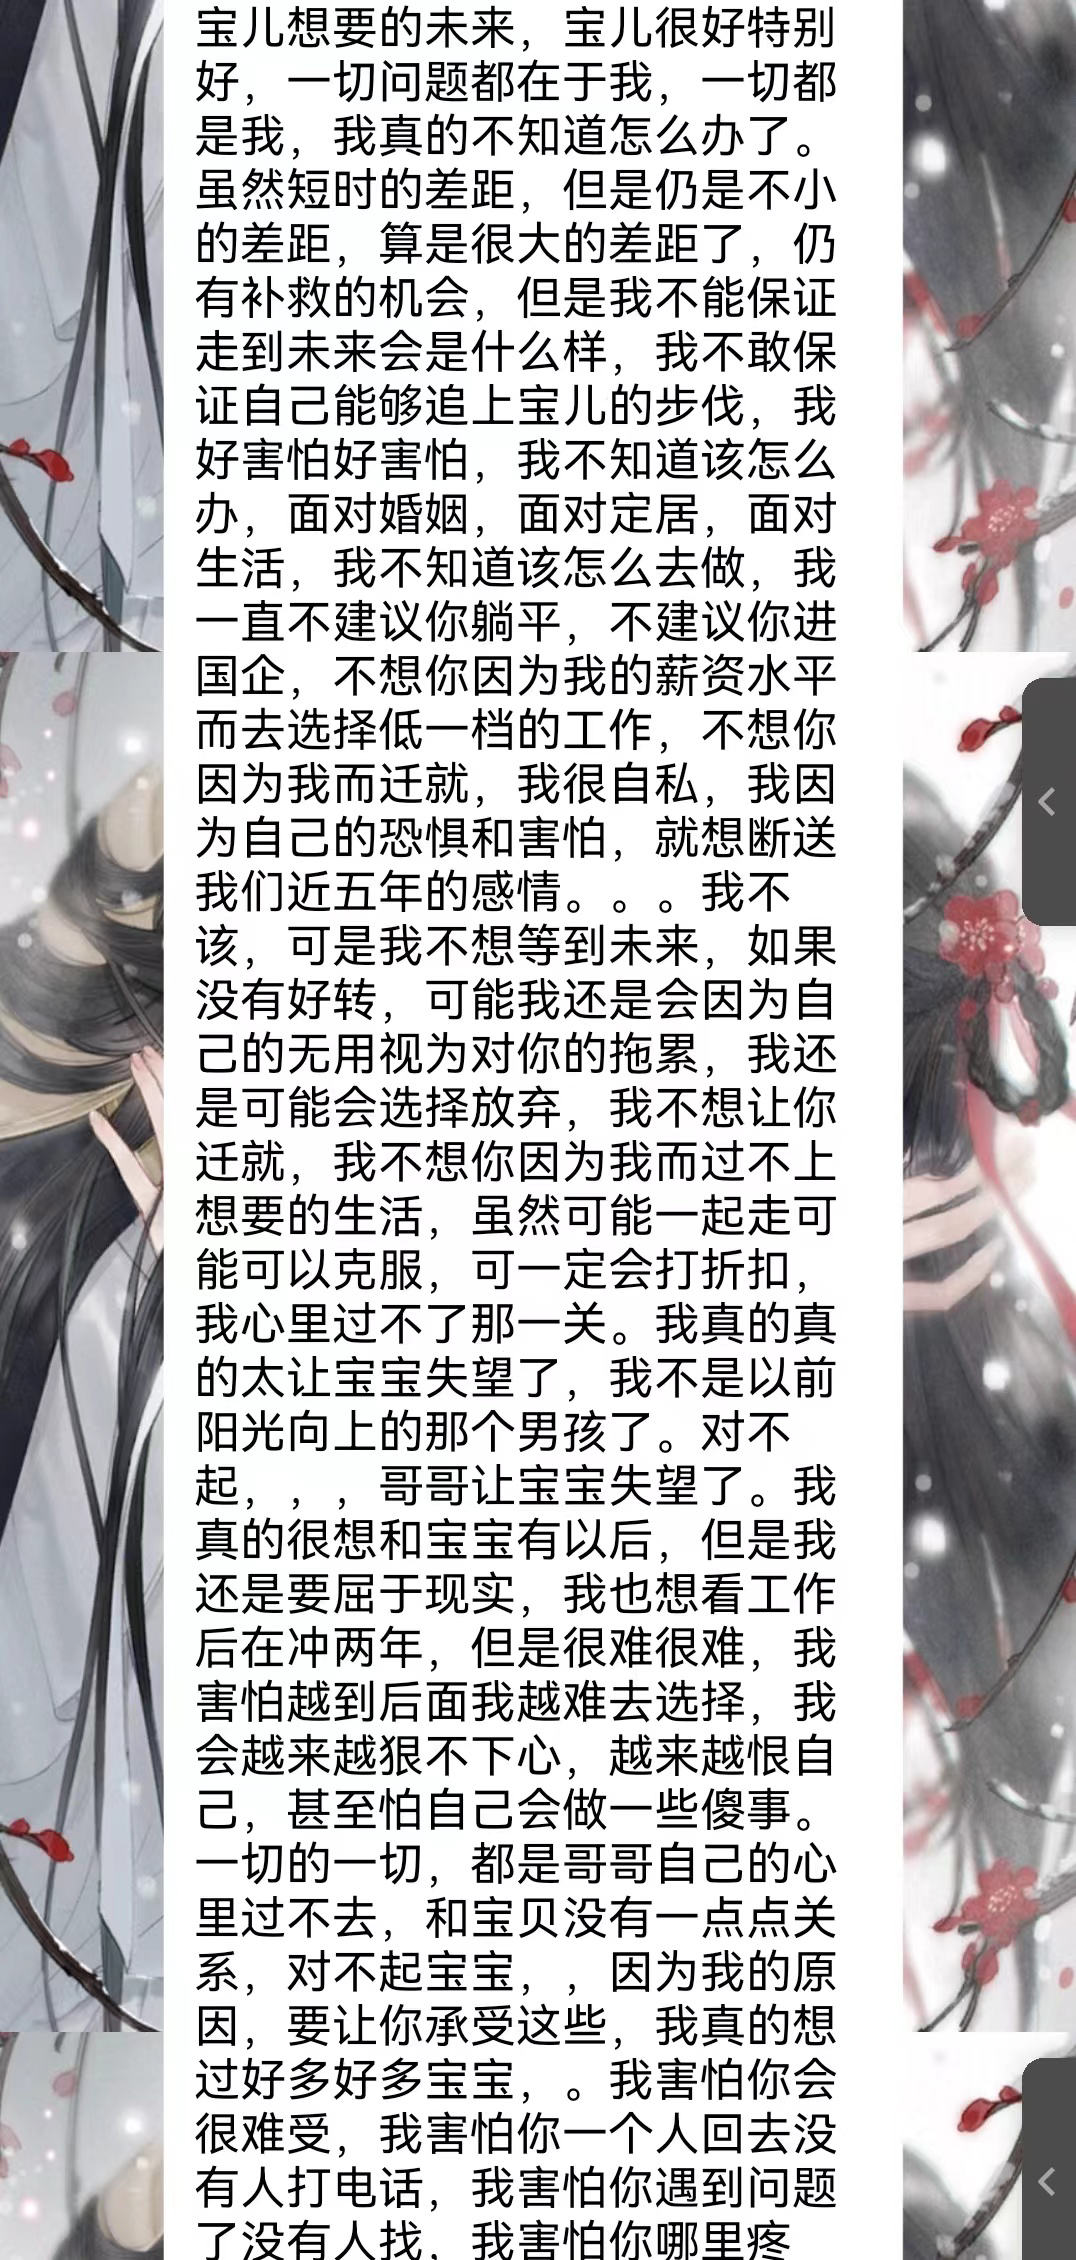 宝儿想要的未来，宝儿很好特别
好，一切问题都在于我，一切都
是我，我真的不知道怎么办了。
虽然短时的差距，但是仍是不小
的差距，算是很大的差距了，仍
有补救的机会，但是我不能保证
走到未来会是什么样，我不敢保
证自己能够追上宝儿的步伐，我
好害怕好害怕，我不知道该怎么
办，面对婚姻，面对定居，面对
生活，我不知道该怎么去做，我
一直不建议你躺平，不建议你进
国企，不想你因为我的薪资水平
而去选择低一档的工作，不想你
因为我而迁就，我很自私，我因
为自己的恐惧和害怕，就想断送
我们近五年的感情。。。我不
该，可是我不想等到未来，如果
没有好转，可能我还是会因为自
己的无用视为对你的拖累，我还
是可能会选择放弃，我不想让你
迁就，我不想你因为我而过不上
想要的生活，虽然可能一起走可
能可以克服，可一定会打折扣，
我心里过不了那一关。我真的真
的太让宝宝失望了，我不是以前
阳光向上的那个男孩了。对不
起，，，哥哥让宝宝失望了。我
真的很想和宝宝有以后，但是我
还是要屈于现实，我也想看工作
后在冲两年，但是很难很难，我
害怕越到后面我越难去选择，我
会越来越狠不下心，越来越恨自
己，甚至怕自己会做一些傻事。
一切的一切，都是哥哥自己的心
里过不去，和宝贝没有一点点关
系，对不起宝宝，，因为我的原
因，要让你承受这些，我真的想
过好多好多宝宝，。我害怕你会
很难受，我害怕你一个人回去没
有人打电话，我害怕你遇到问题
了没有人找，我害怕你哪里疼